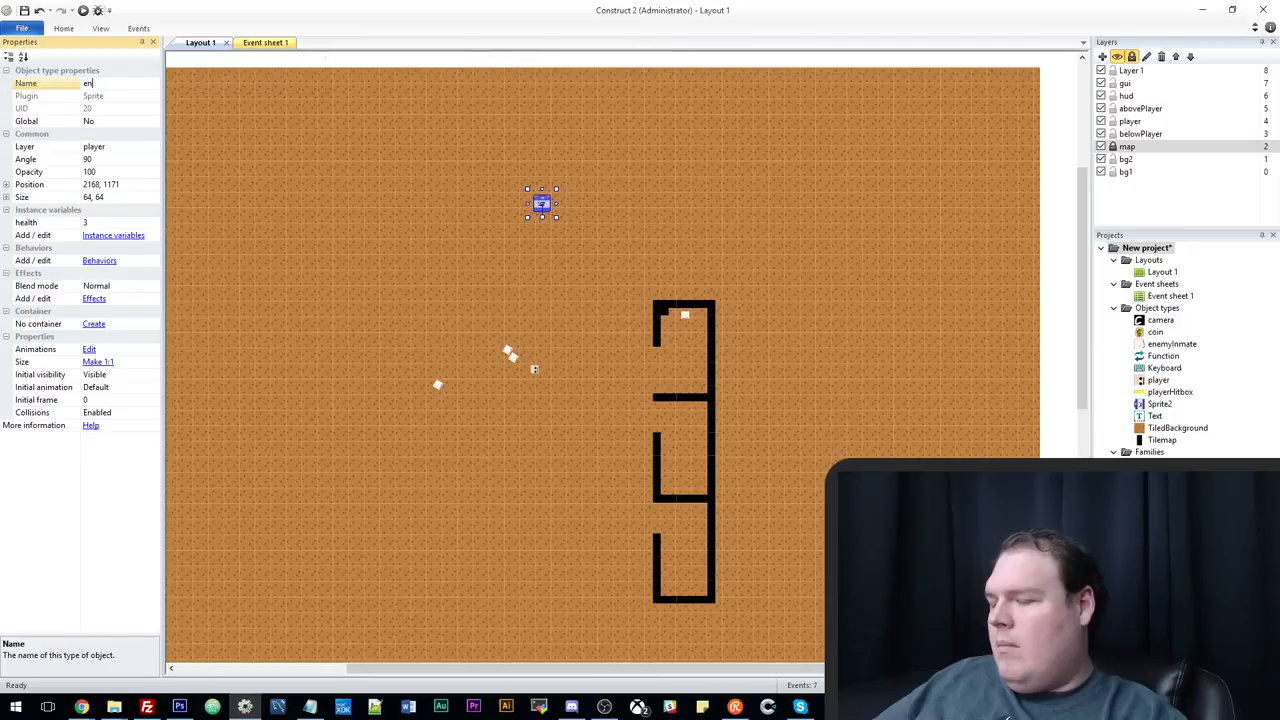 Construct 2 (Administrator) - Layout 1
File Home View Events
Properties
Layout 1
Event sheet 1
Object type properties
Name en
Plugin Sprite
UID 20
Global No
Common
Layer player
Angle 90
Opacity 100
Position 2168, 1171
Size 64, 64
Instance variables
health 3
Add / edit Instance variables
Behaviors
Add / edit Behaviors
Effects
Blend mode Normal
Add / edit Effects
Container
No container Create
Properties
Animations Edit
Size Make 1:1
Initial visibility Visible
Initial animation Default
Initial frame 0
Collisions Enabled
More information Help
Name
The name of this type of object.
Ready
Events: 7
Layers
Layer 1 8
gui 7
hud 6
abovePlayer 5
player 4
belowPlayer 3
map 2
bg2 1
bg1 0
Projects
New project*
Layouts
Layout 1
Event sheets
Event sheet 1
Object types
camera
coin
enemyInmate
Function
Keyboard
player
playerHitbox
Sprite2
Text
TiledBackground
Tilemap
Families